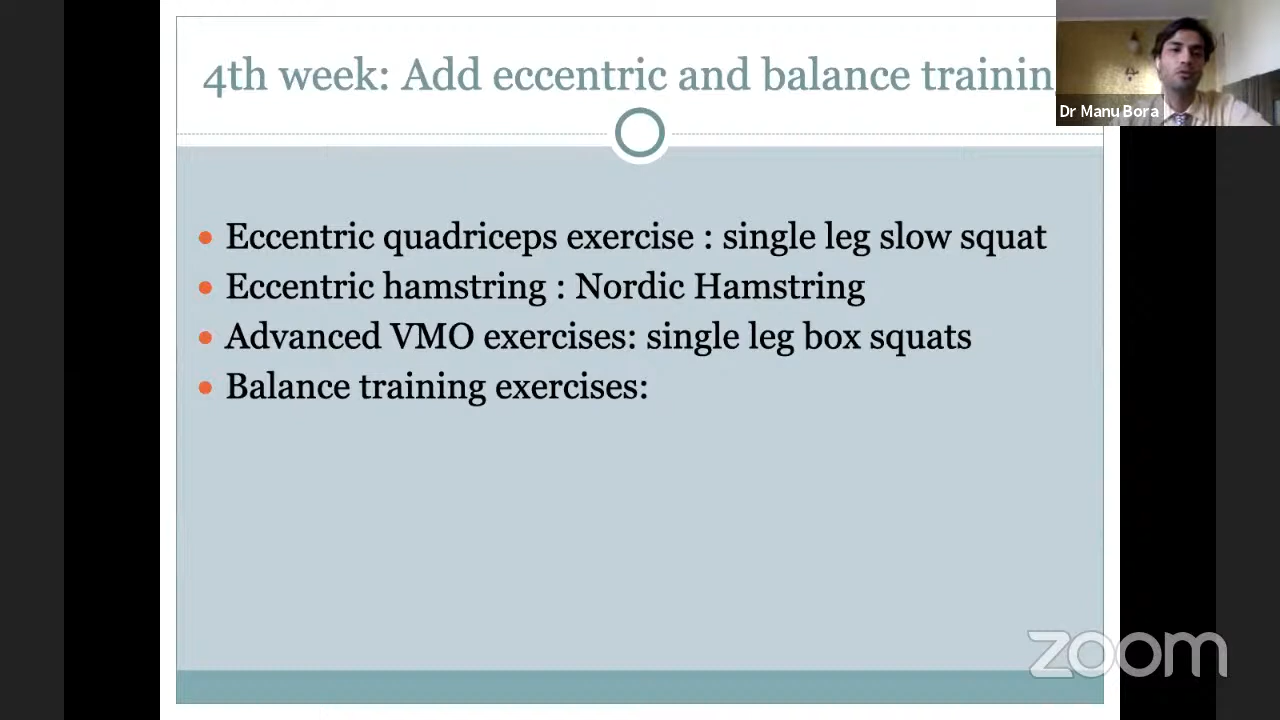 4th week: Add eccentric and balance trainin
Dr Manu Bora
• Eccentric quadriceps exercise : single leg slow squat
• Eccentric hamstring : Nordic Hamstring
• Advanced VMO exercises: single leg box squats
• Balance training exercises:
zoom